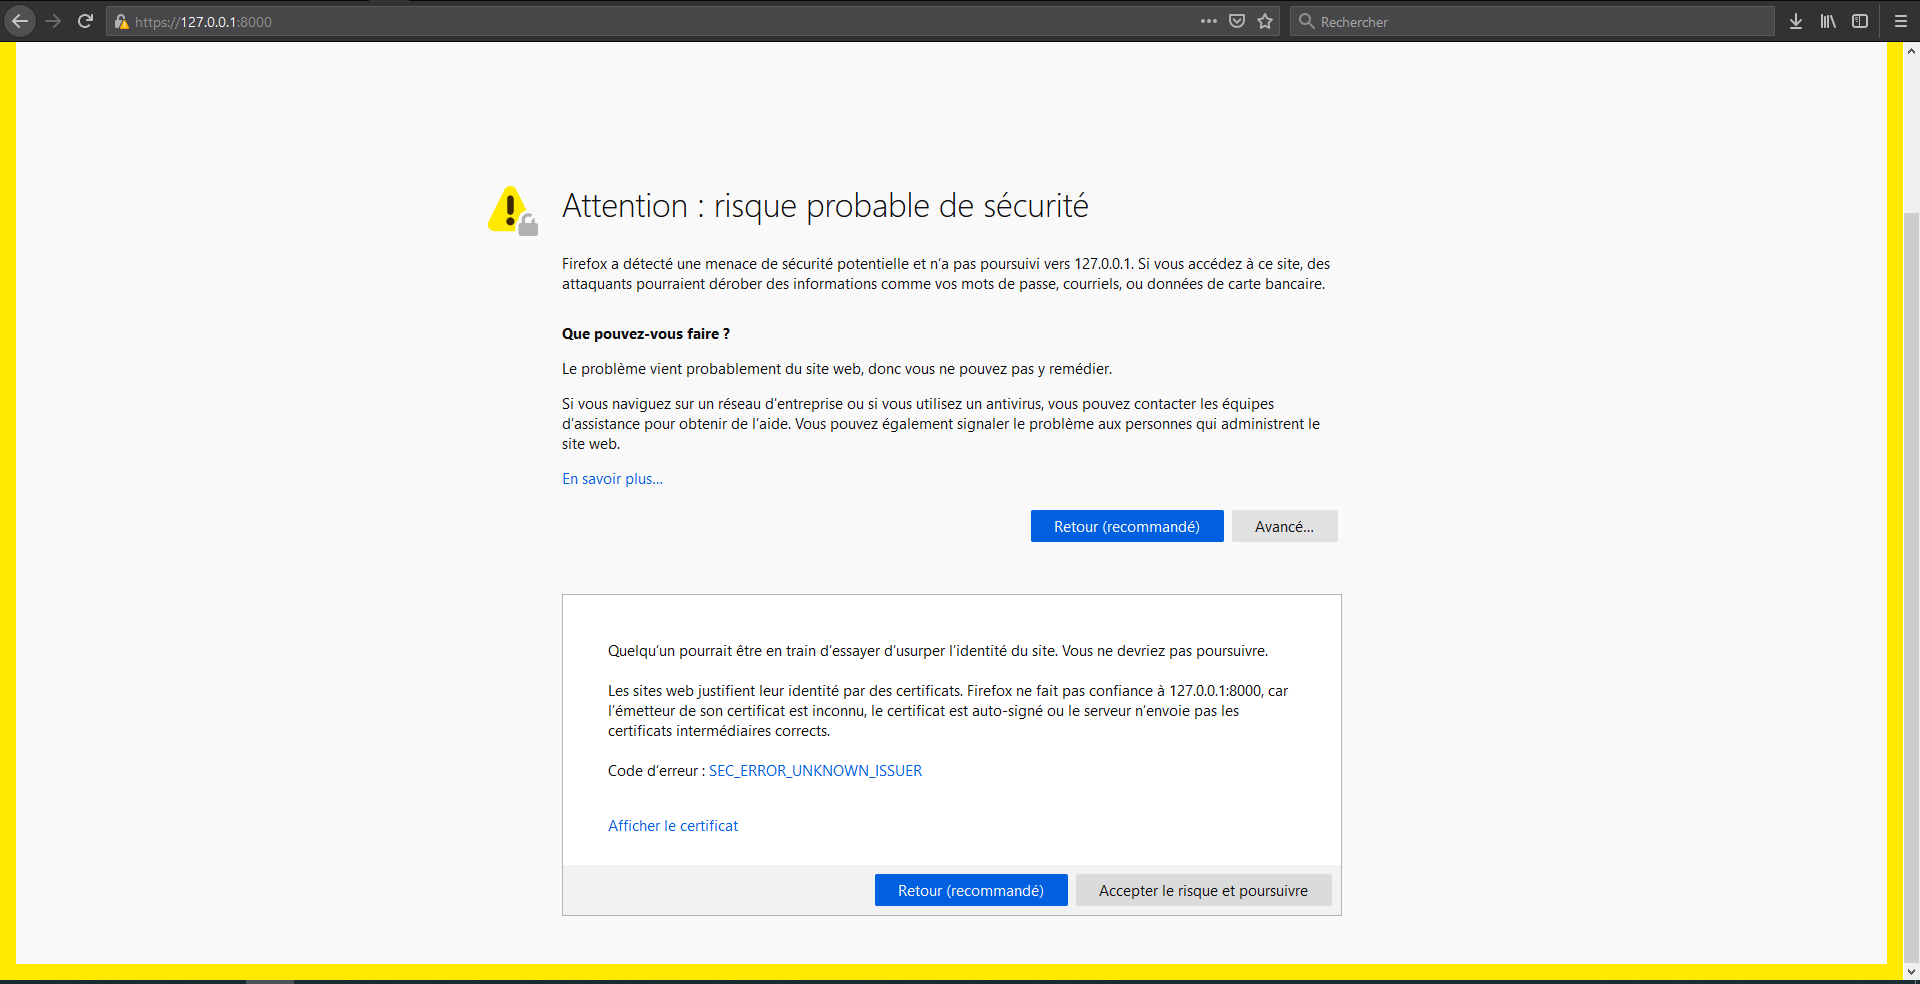 https://127.0.0.1:8000
Rechercher
Attention : risque probable de sécurité
Firefox a détecté une menace de sécurité potentielle et n’a pas poursuivi vers 127.0.0.1. Si vous accédez à ce site, des
attaquants pourraient dérober des informations comme vos mots de passe, courriels, ou données de carte bancaire.
Que pouvez-vous faire ?
Le problème vient probablement du site web, donc vous ne pouvez pas y remédier.
Si vous naviguez sur un réseau d’entreprise ou si vous utilisez un antivirus, vous pouvez contacter les équipes
d’assistance pour obtenir de l’aide. Vous pouvez également signaler le problème aux personnes qui administrent le
site web.
En savoir plus…
Retour (recommandé)
Avancé…
Quelqu’un pourrait être en train d’essayer d’usurper l’identité du site. Vous ne devriez pas poursuivre.
Les sites web justifient leur identité par des certificats. Firefox ne fait pas confiance à 127.0.0.1:8000, car
l’émetteur de son certificat est inconnu, le certificat est auto-signé ou le serveur n’envoie pas les
certificats intermédiaires corrects.
Code d’erreur : SEC_ERROR_UNKNOWN_ISSUER
Afficher le certificat
Retour (recommandé)
Accepter le risque et poursuivre